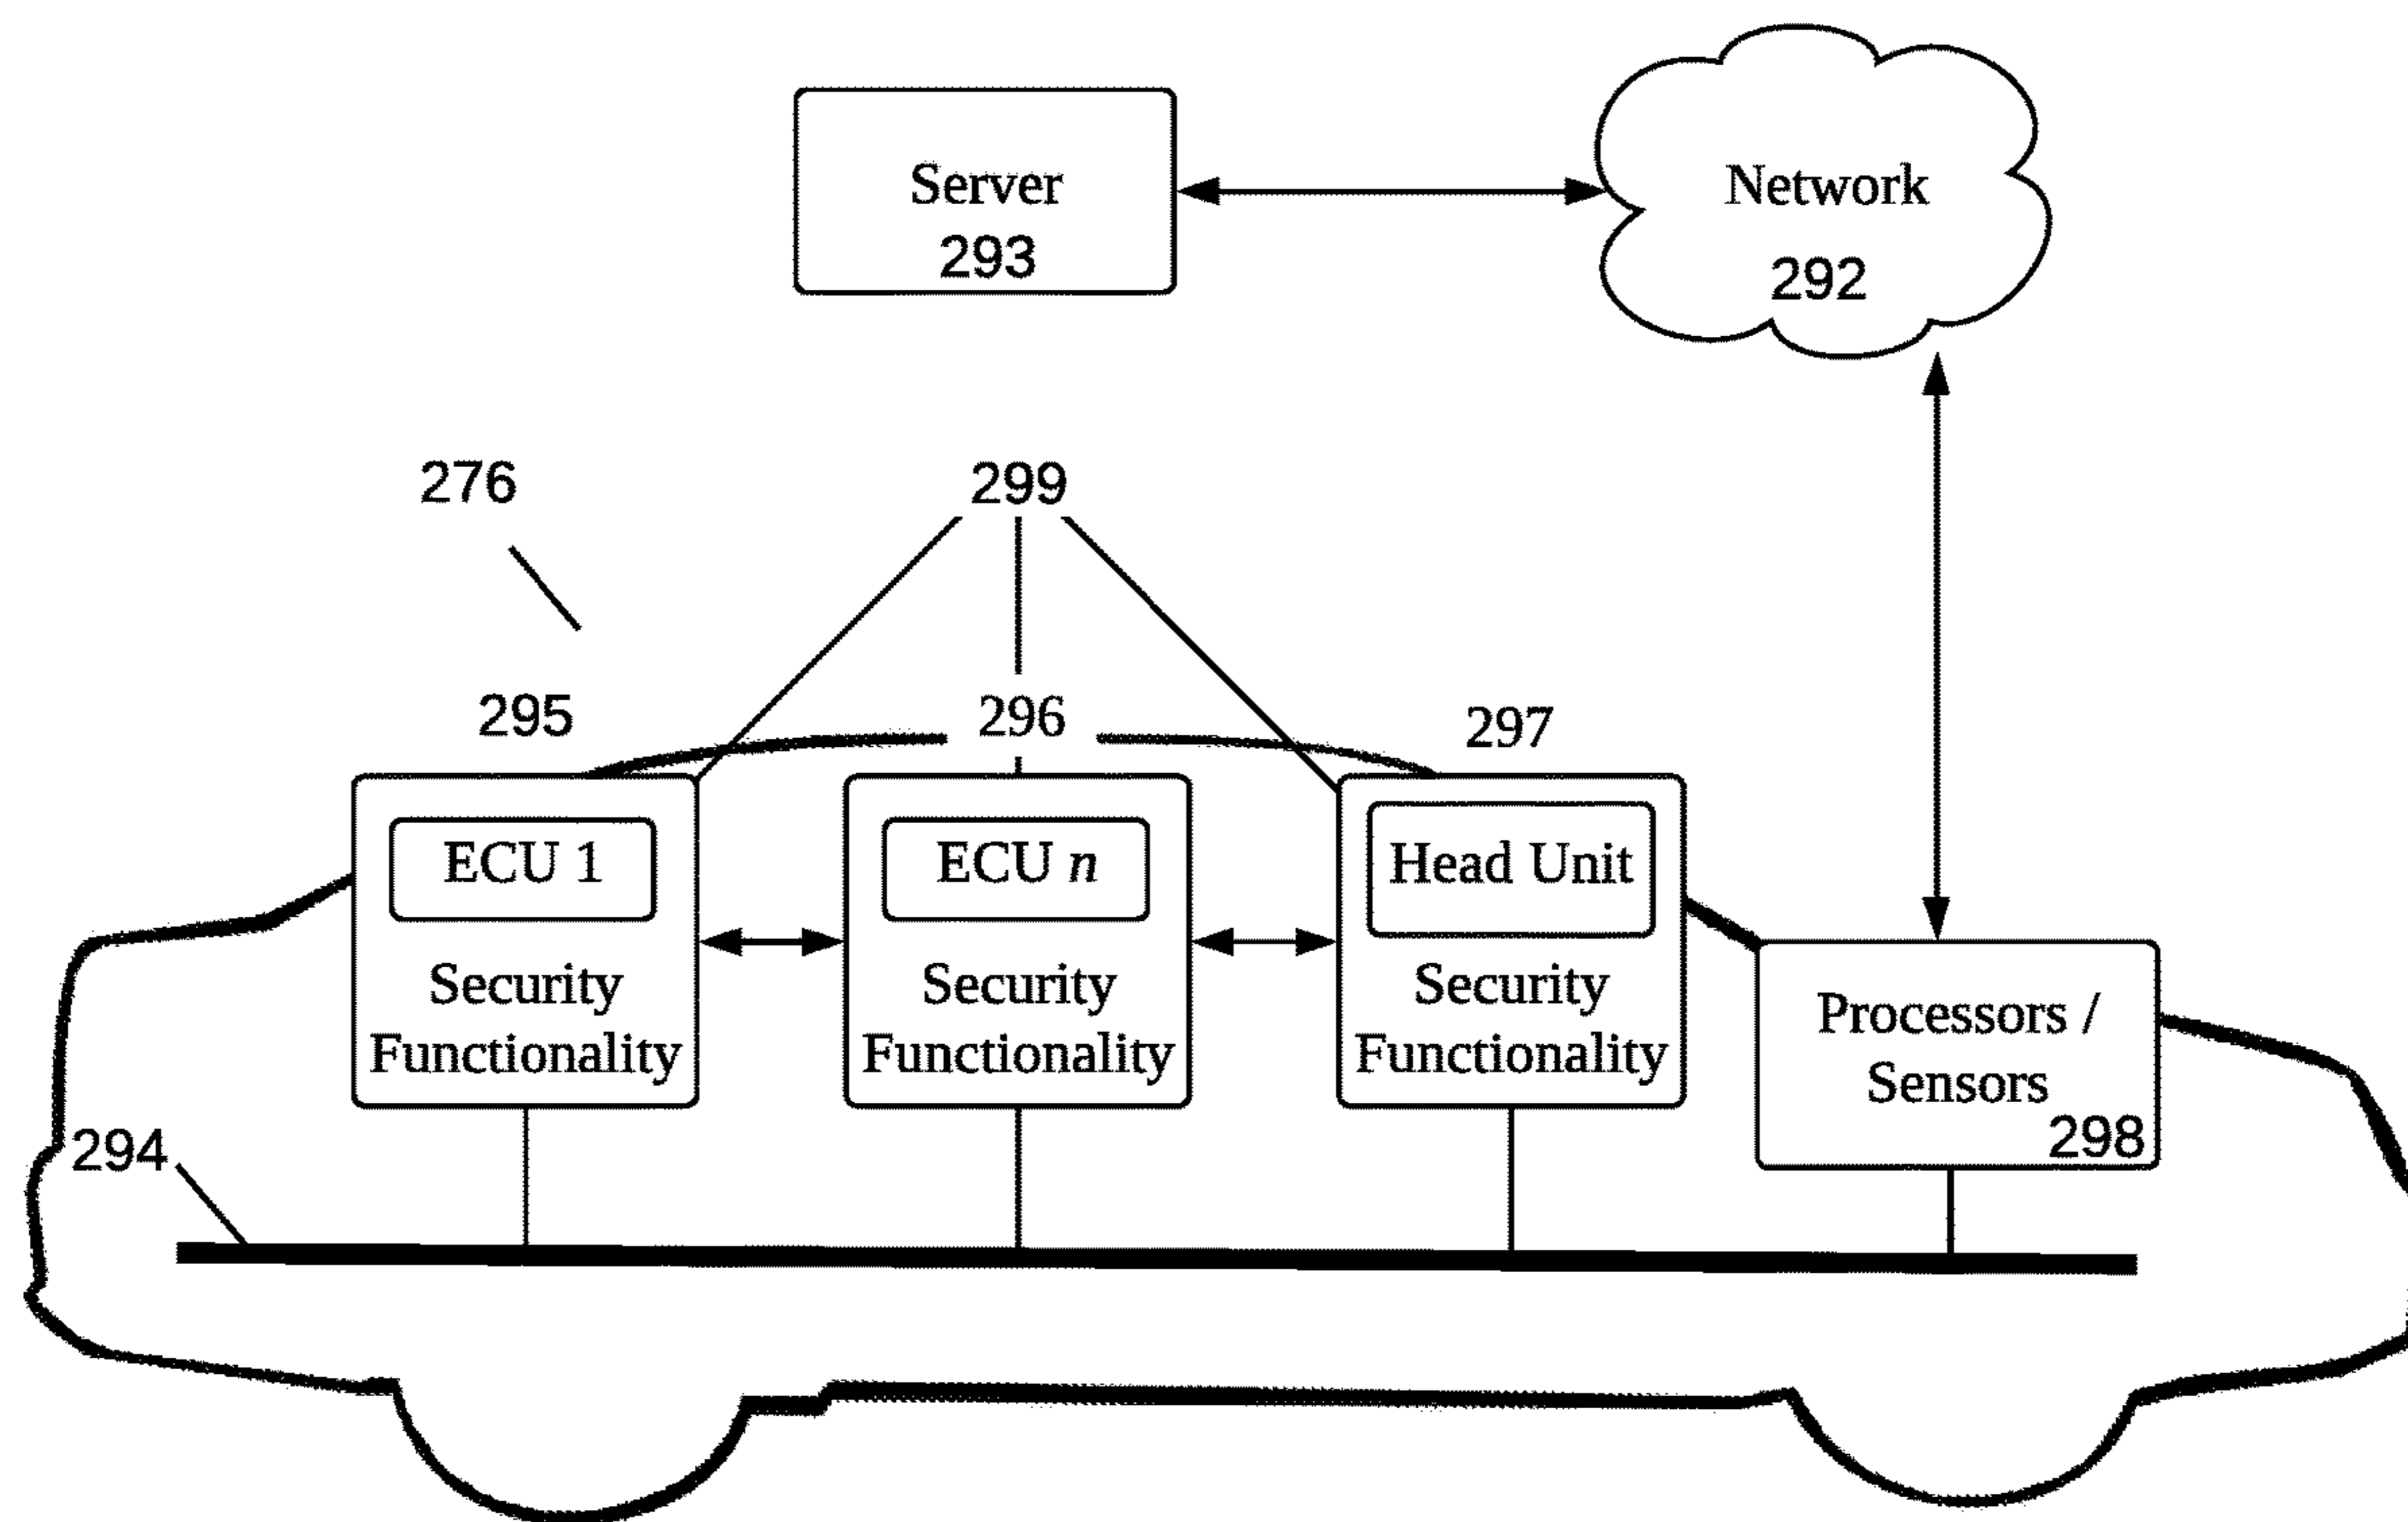 Server
293
Network
292
276
299
295
296
297
ECU 1
Security
Functionality
ECU n
Security
Functionality
Head Unit
Security
Functionality
Processors /
Sensors
298
294